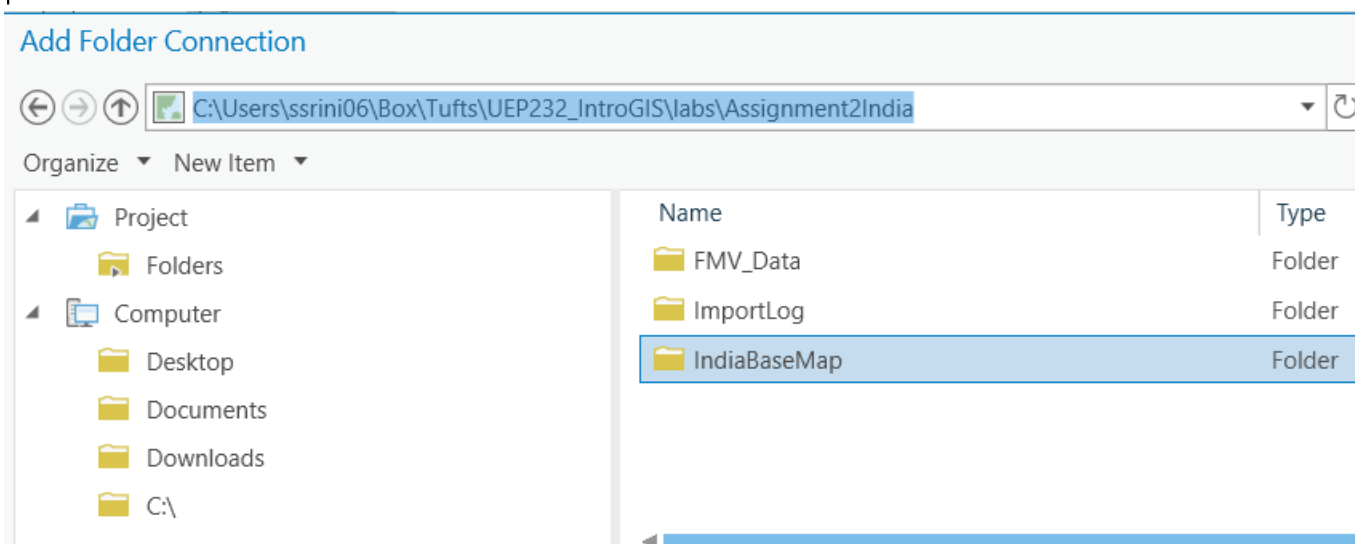 Add Folder Connection
C:\Users\ssrini06\Box\Tufts\UEP232_IntroGIS\labs\Assignment2India
Organize New Item
Project
Folders
Computer
Desktop
Documents
Downloads
C:\
Name Type
FMV_Data Folder
ImportLog Folder
IndiaBaseMap Folder